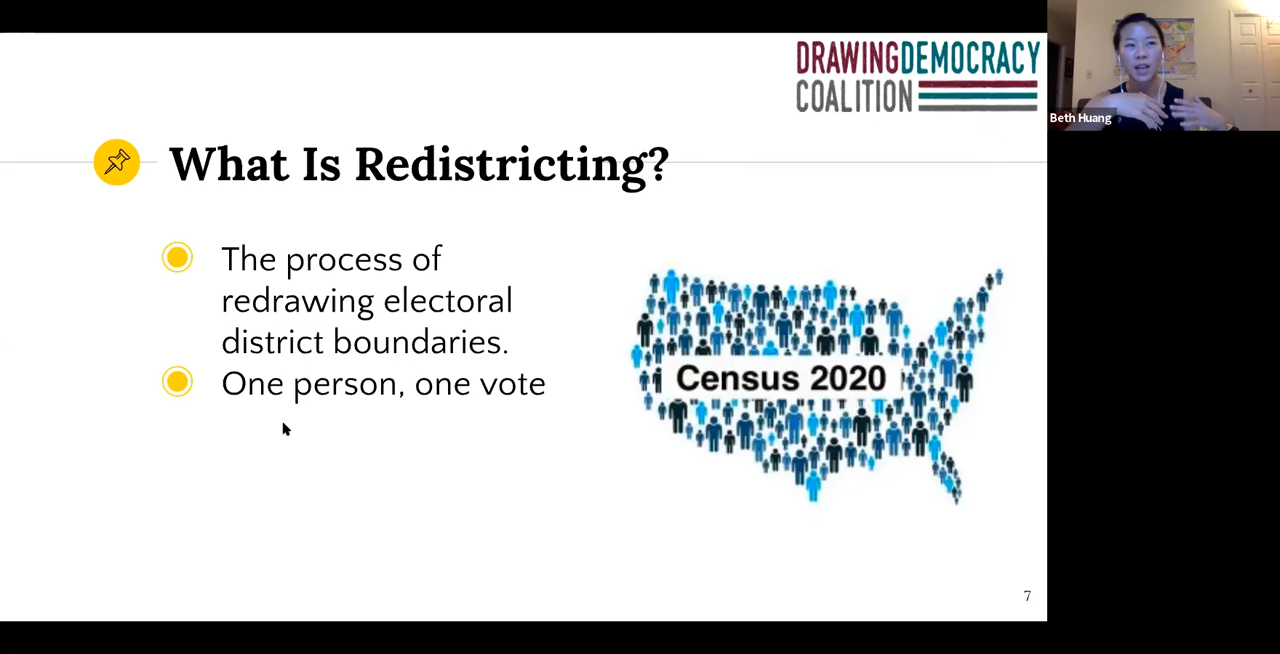 DRAWINGDEMOCRACY
COALITION
Beth Huang
What Is Redistricting?
The process of
redrawing electoral
district boundaries.
One person, one vote
Census 2020
7